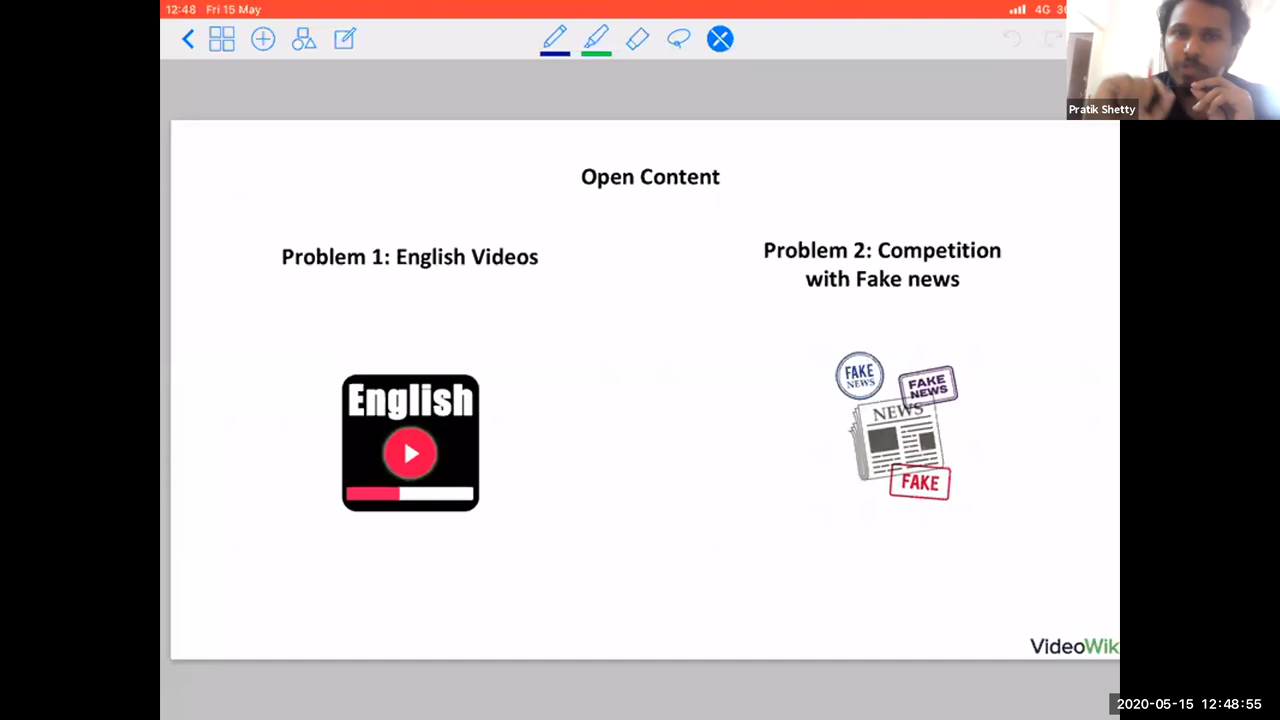 12:48 Fri 15 May
4G
Pratik Shetty
Open Content
Problem 1: English Videos
Problem 2: Competition
with Fake news
English
FAKE
NEWS
FAKE
NEWS
NEWS
FAKE
VideoWik
2020-05-15 12:48:55